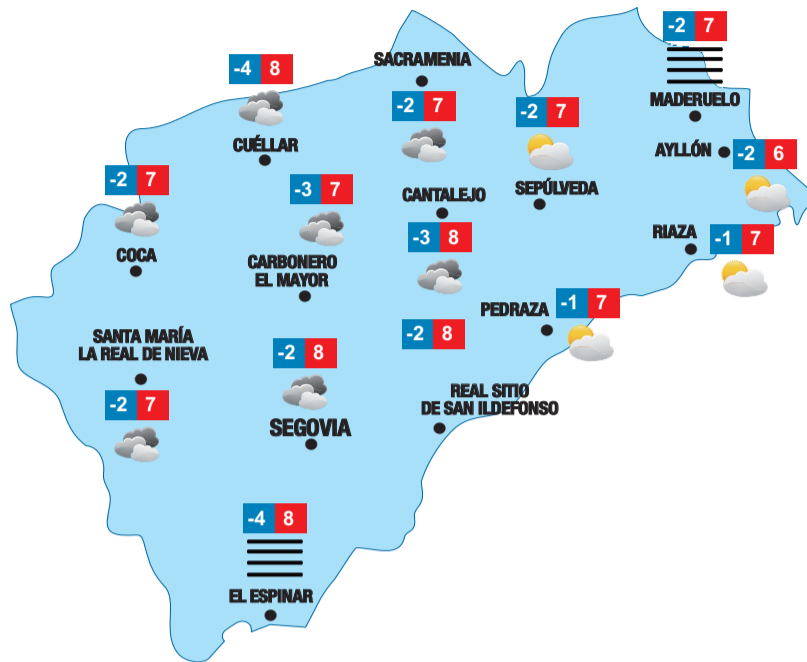 -2 7
MADERUELO
SACRAMENIA
-2 7
-4 8
CUÉLLAR
-2 7
SEPÚLVEDA
AYLLÓN
-2 6
-2 7
COCA
-3 7
CARBONERO
EL MAYOR
CANTALEJO
-3 8
RIAZA
-1 7
PEDRAZA
-1 7
SANTA MARÍA
LA REAL DE NIEVA
-2 7
-2 8
SEGOVIA
-2 8
REAL SITIO
DE SAN ILDEFONSO
-4 8
EL ESPINAR